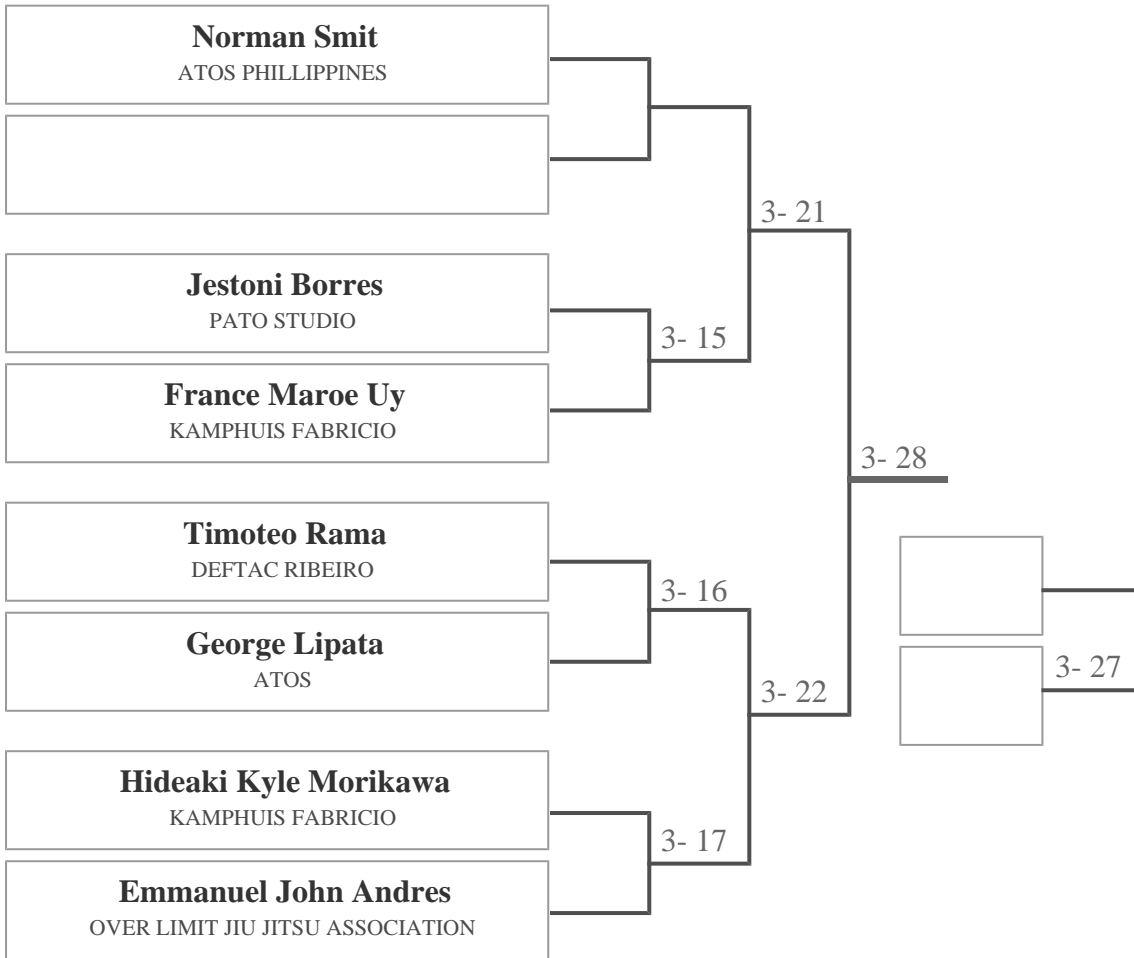 Norman Smit
ATOS PHILLIPPINES
3- 21
Jestoni Borres
PATO STUDIO
3- 15
France Maroe Uy
KAMPHUIS FABRICIO
3- 28
Timoteo Rama
DEFTAC RIBEIRO
3- 16
George Lipata
ATOS
3- 22
3- 27
Hideaki Kyle Morikawa
KAMPHUIS FABRICIO
3- 17
Emmanuel John Andres
OVER LIMIT JIU JITSU ASSOCIATION